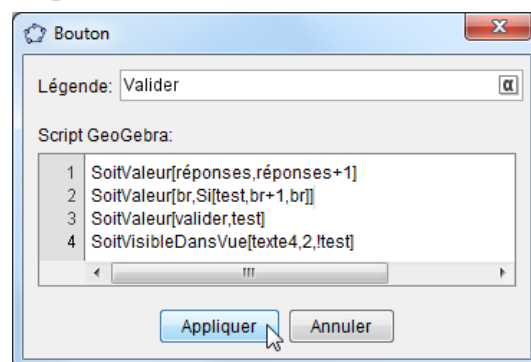 Bouton
Légende: Valider α
Script GeoGebra:
1 SoitValeur[réponses,réponses+1]
2 SoitValeur[br,Si[test,br+1,br]]
3 SoitValeur[valider,test]
4 SoitVisibleDansVue[texte4,2,!test]
Appliquer Annuler